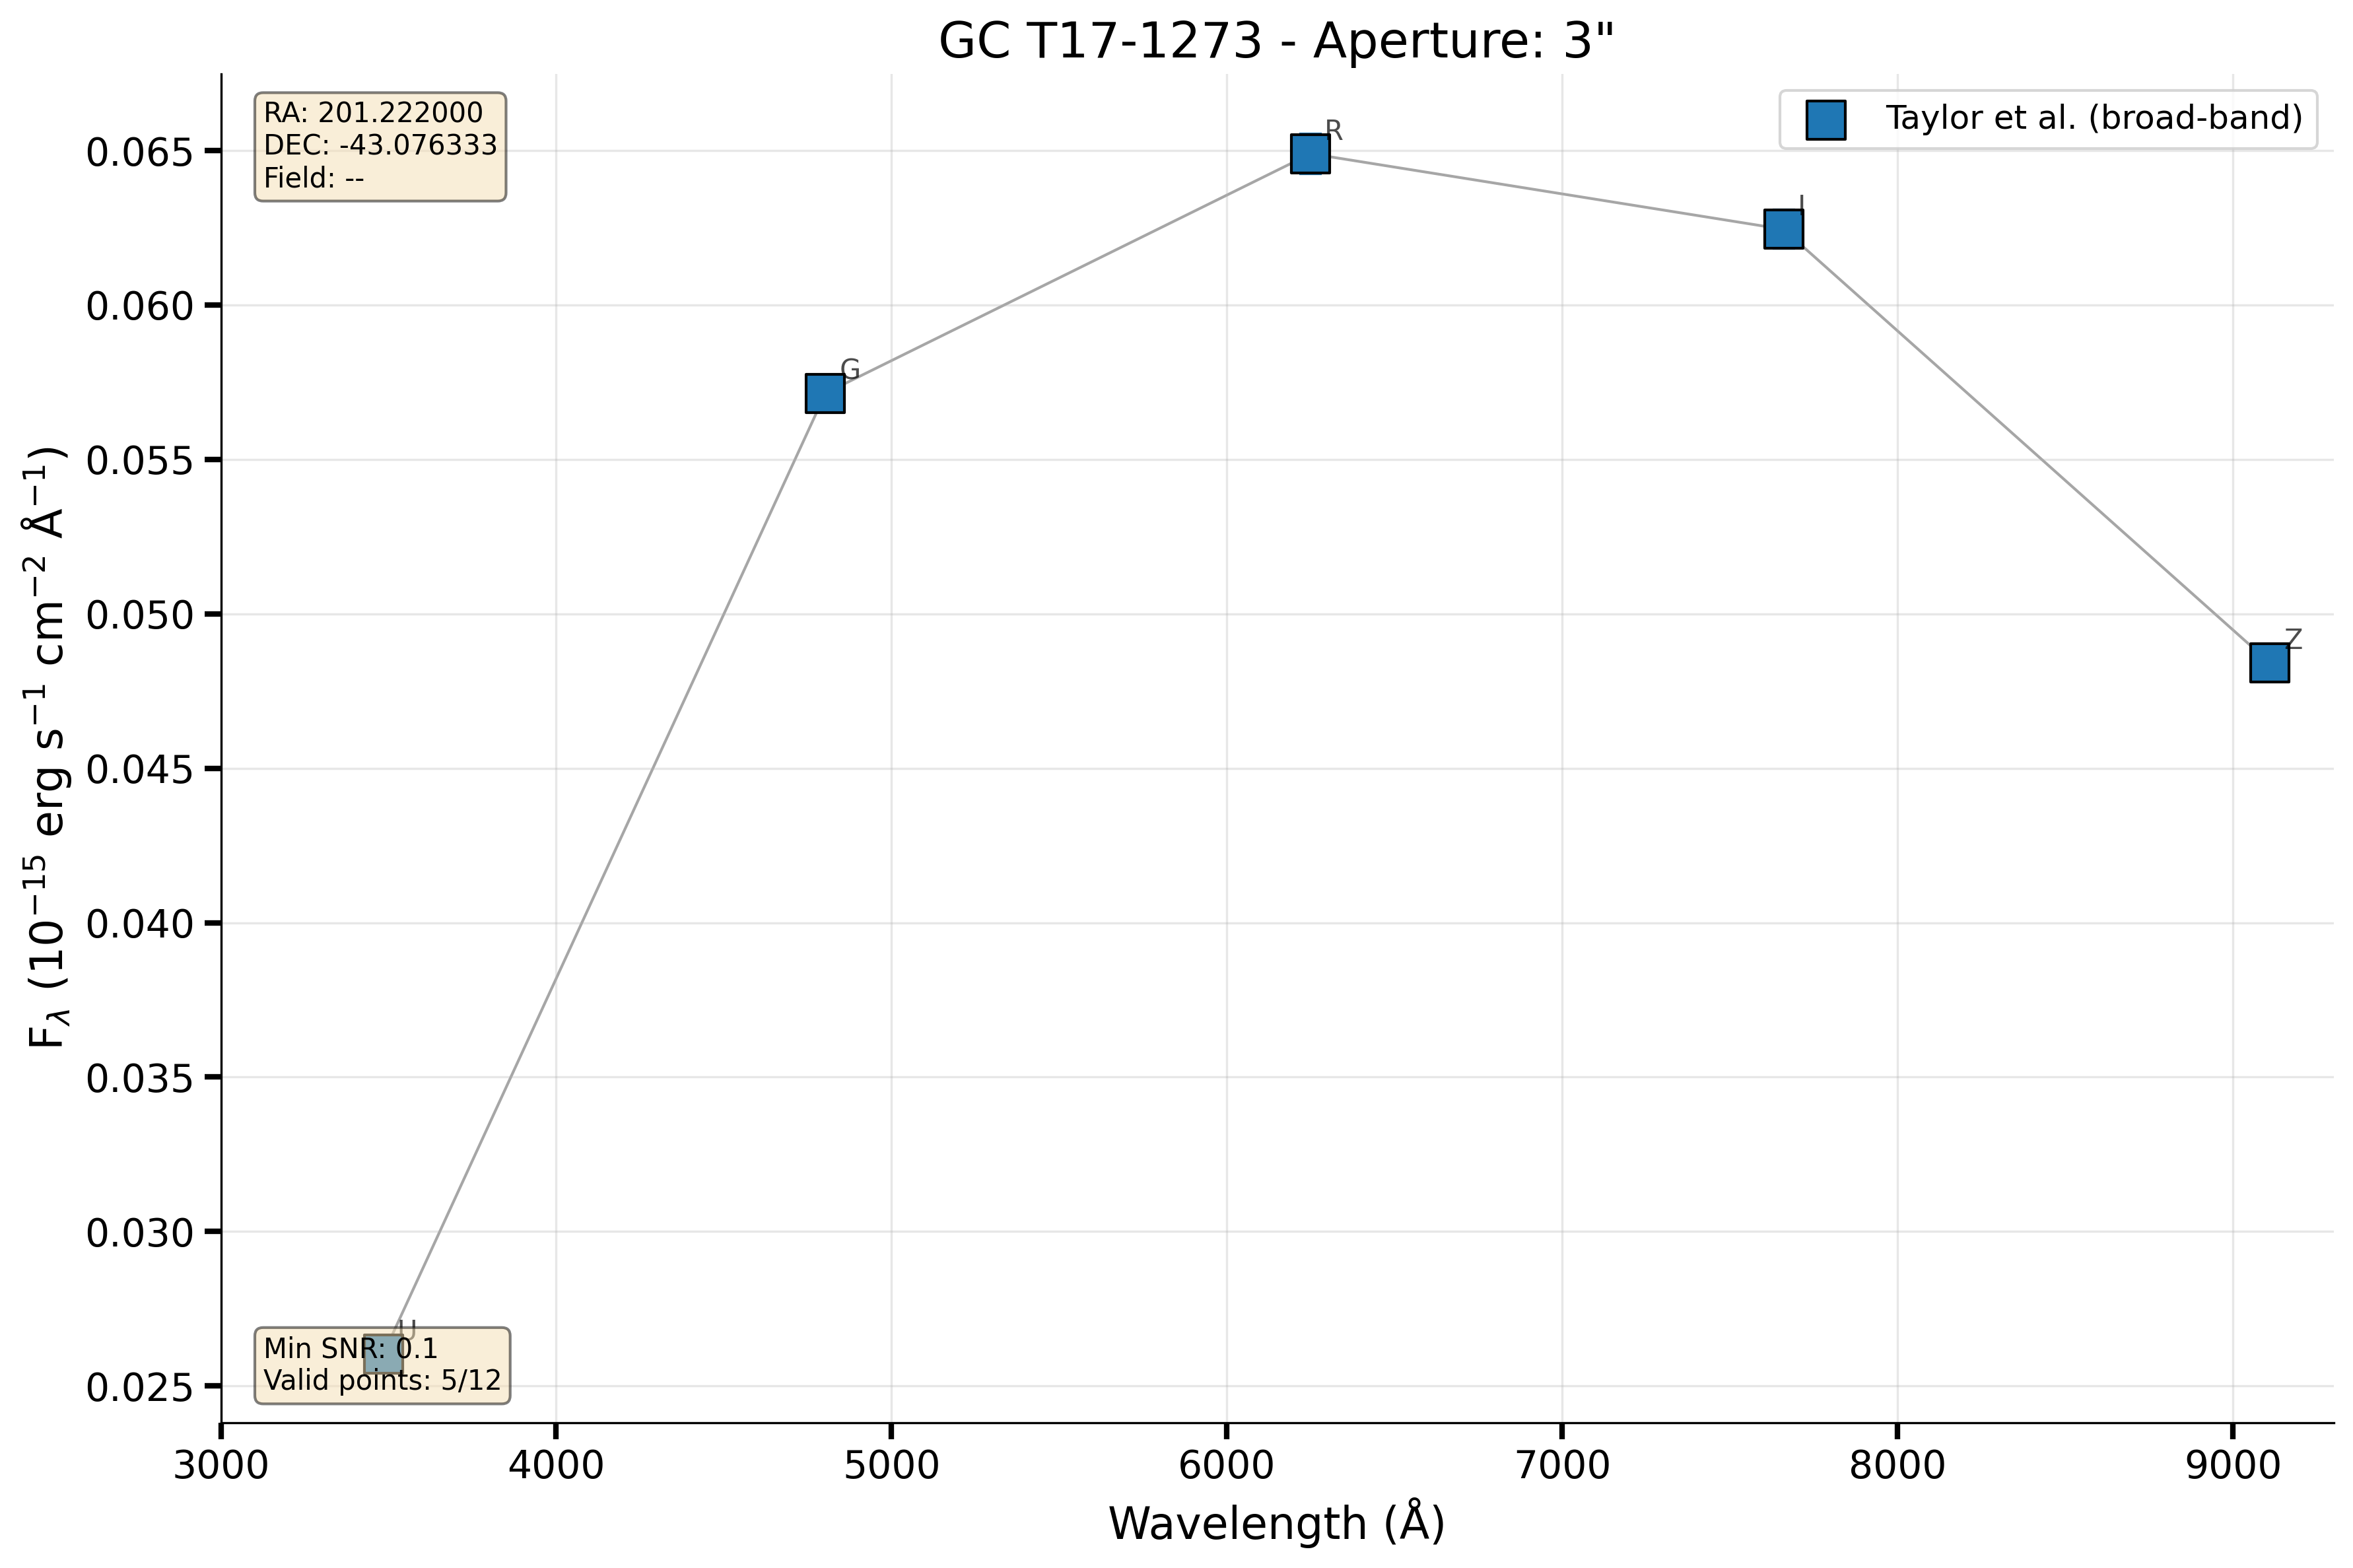 GC T17-1273 - Aperture: 3"
RA: 201.222000
DEC: -43.076333
Field: --
Taylor et al. (broad-band)
R
I
G
Z
U
Min SNR: 0.1
Valid points: 5/12
0.065
0.060
0.055
0.050
0.045
0.040
0.035
0.030
0.025
F_λ (10⁻¹⁵ erg s⁻¹ cm⁻² Å⁻¹)
3000 4000 5000 6000 7000 8000 9000
Wavelength (Å)